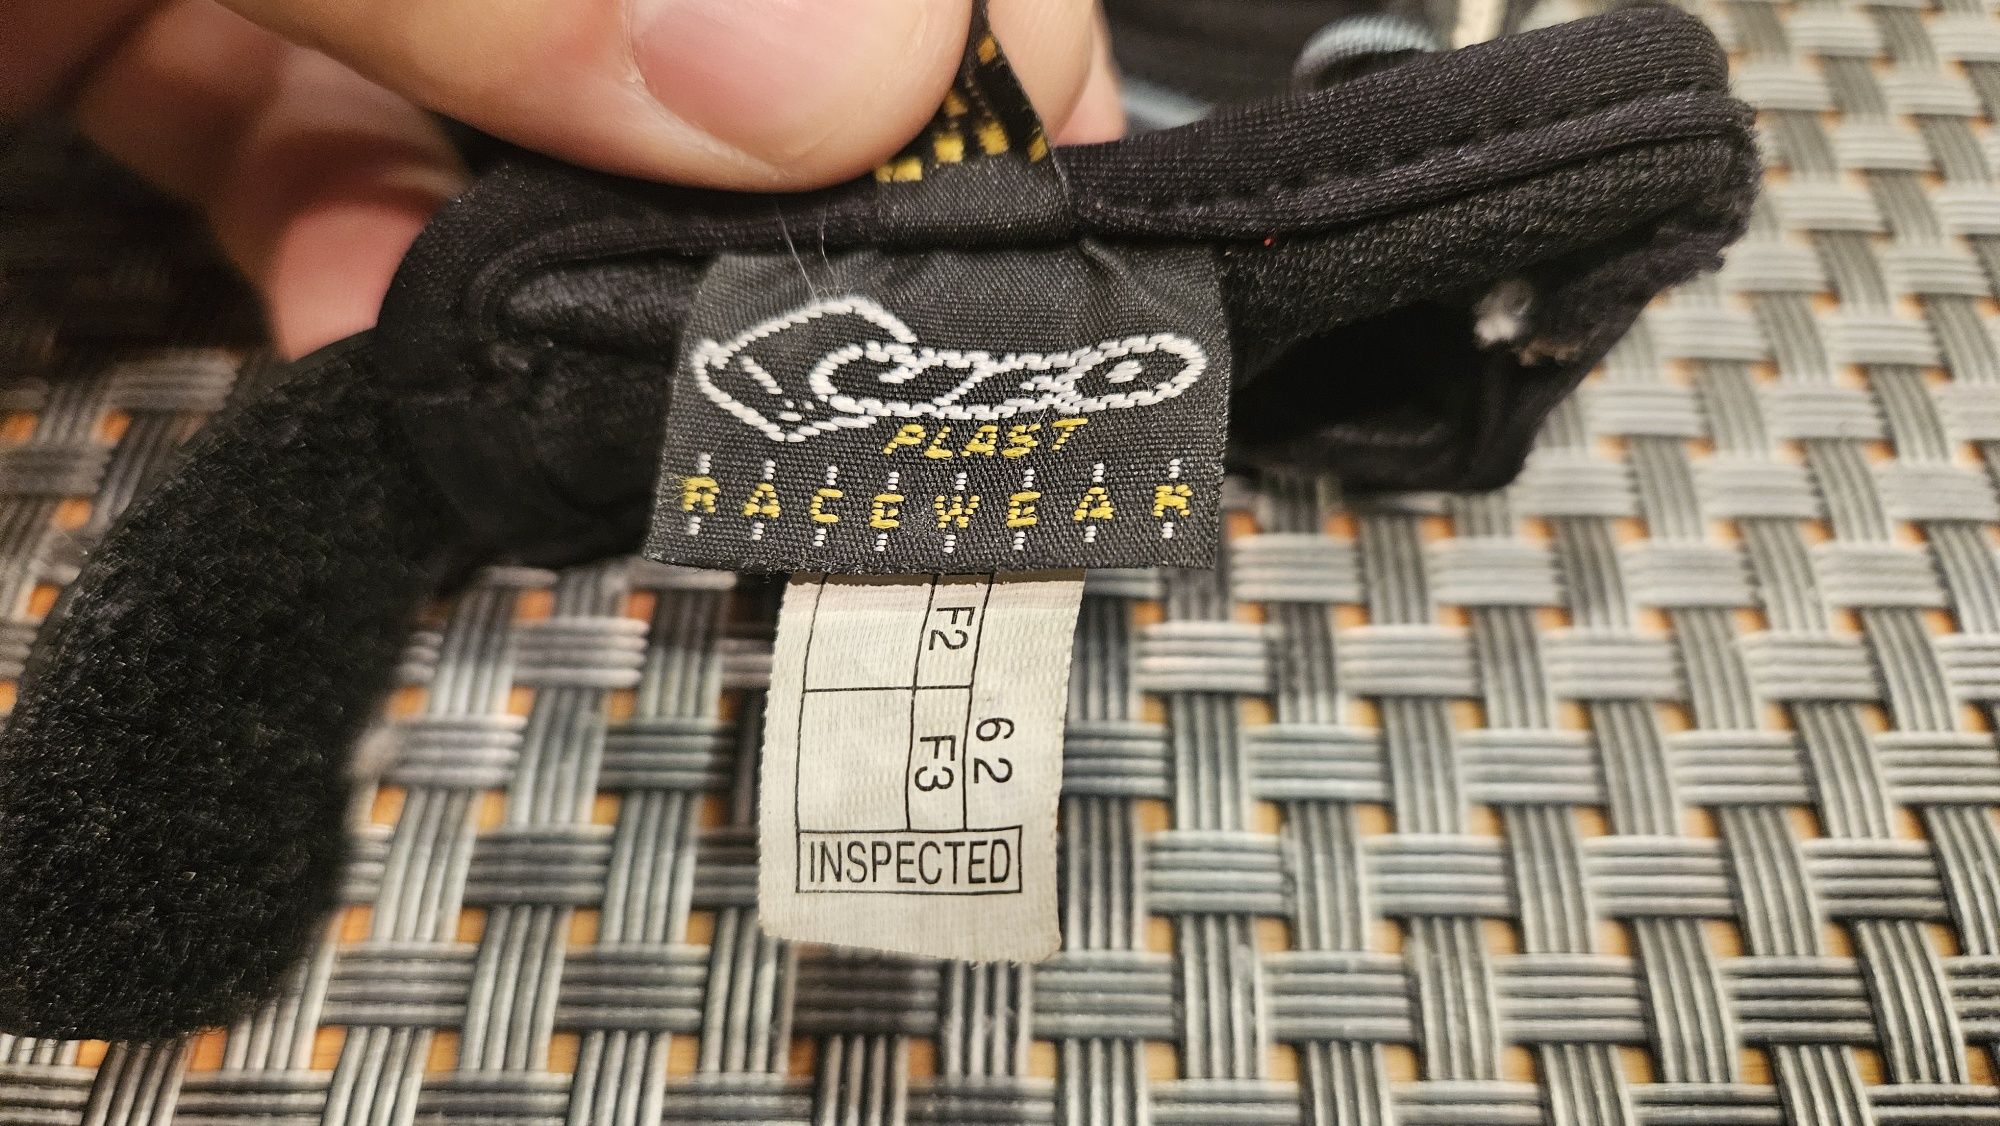 PLAST
RACEWEAR
F2
F3
62
INSPECTED